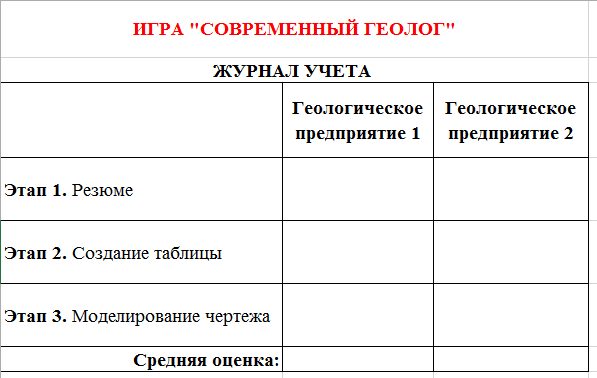 ИГРА "СОВРЕМЕННЫЙ ГЕОЛОГ"
ЖУРНАЛ УЧЕТА
Геологическое предприятие 1
Геологическое предприятие 2
Этап 1. Резюме
Этап 2. Создание таблицы
Этап 3. Моделирование чертежа
Средняя оценка: